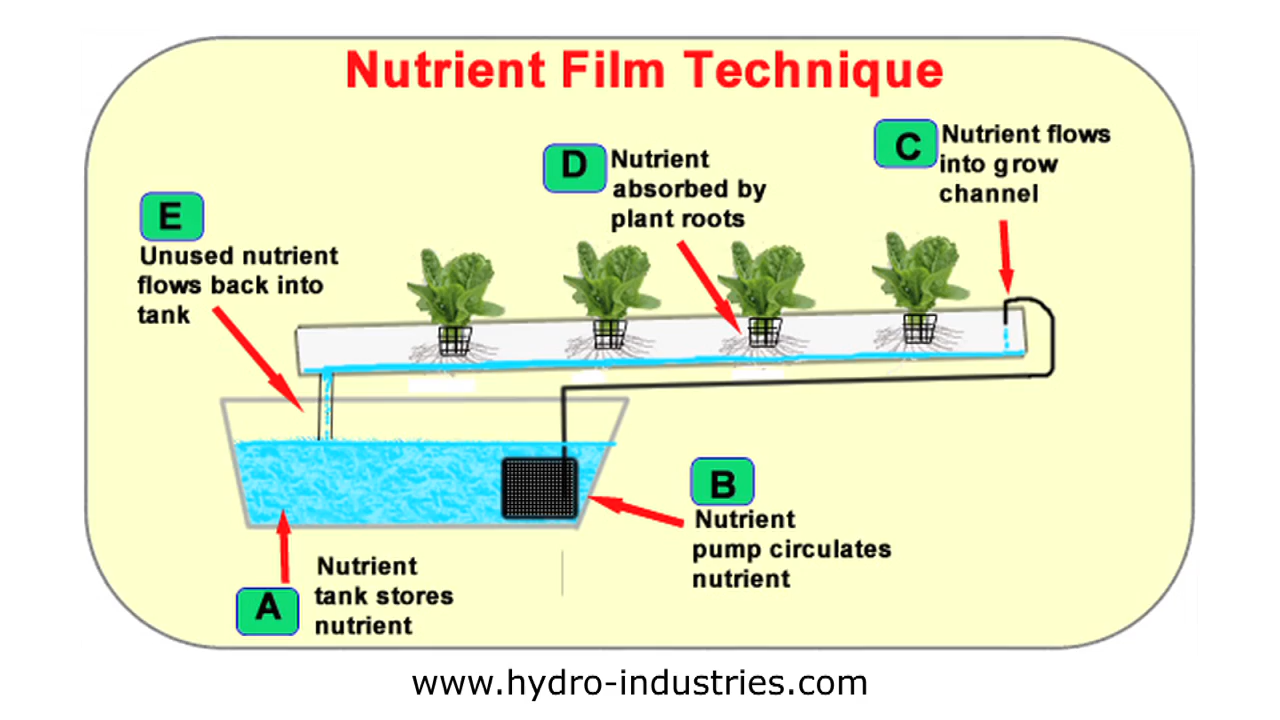 Nutrient Film Technique
C
Nutrient flows
into grow
channel
D
Nutrient
absorbed by
plant roots
E
Unused nutrient
flows back into
tank
B
Nutrient
pump circulates
nutrient
A
Nutrient
tank stores
nutrient
www.hydro-industries.com